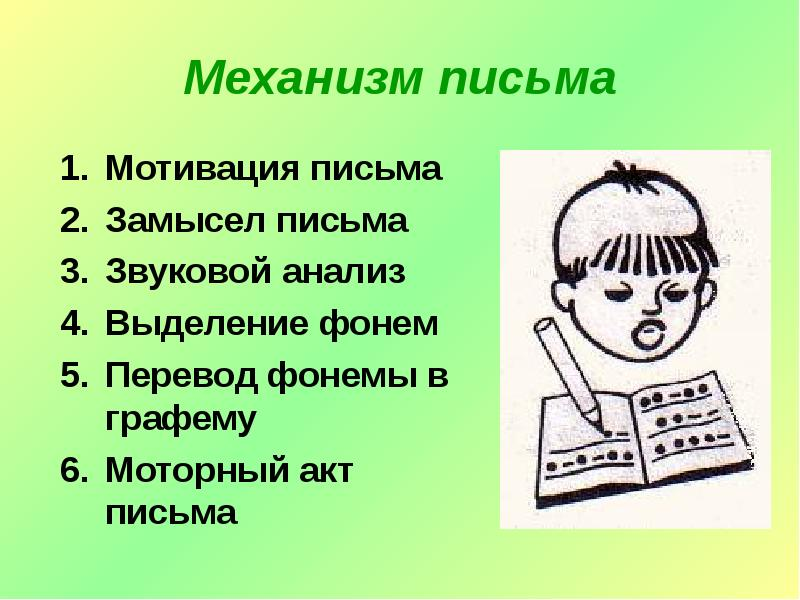 Механизм письма
1. Мотивация письма
2. Замысел письма
3. Звуковой анализ
4. Выделение фонем
5. Перевод фонемы в
графему
6. Моторный акт
письма